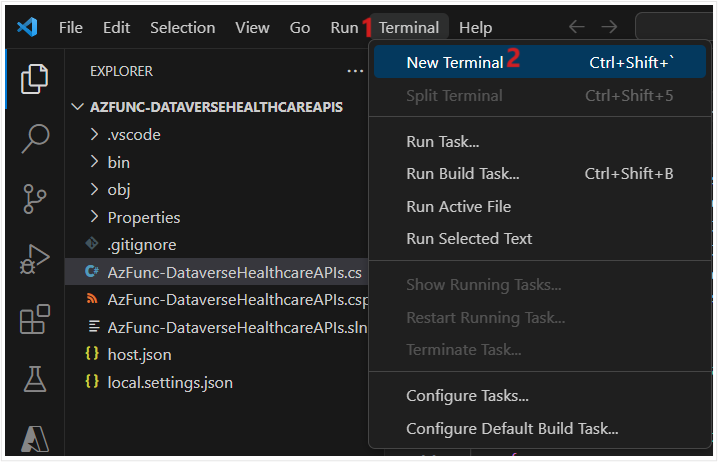 File Edit Selection View Go Run 1 Terminal Help
EXPLORER ...
AZFUNC-DATAVERSEHEALTHCAREAPIS
.vscode
bin
obj
Properties
.gitignore
C# AzFunc-DataverseHealthcareAPIs.cs
AzFunc-DataverseHealthcareAPIs.csp
AzFunc-DataverseHealthcareAPIs.sln
{} host.json
{} local.settings.json
New Terminal 2 Ctrl+Shift+`
Split Terminal Ctrl+Shift+5
Run Task...
Run Build Task... Ctrl+Shift+B
Run Active File
Run Selected Text
Show Running Tasks...
Restart Running Task...
Terminate Task...
Configure Tasks...
Configure Default Build Task...